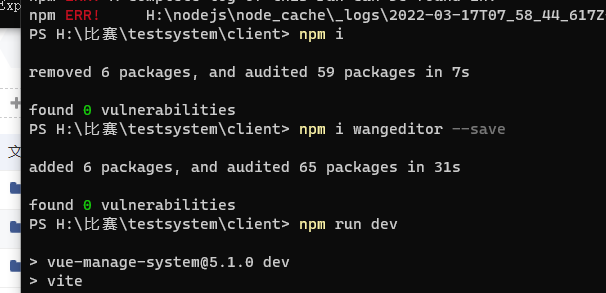 npm ERR!     H:\nodejs\node_cache\_logs\2022-03-17T07_58_44_617Z
PS H:\比赛\testsystem\client> npm i
removed 6 packages, and audited 59 packages in 7s
found 0 vulnerabilities
PS H:\比赛\testsystem\client> npm i wangeditor --save
added 6 packages, and audited 65 packages in 31s
found 0 vulnerabilities
PS H:\比赛\testsystem\client> npm run dev
> vue-manage-system@5.1.0 dev
> vite
文